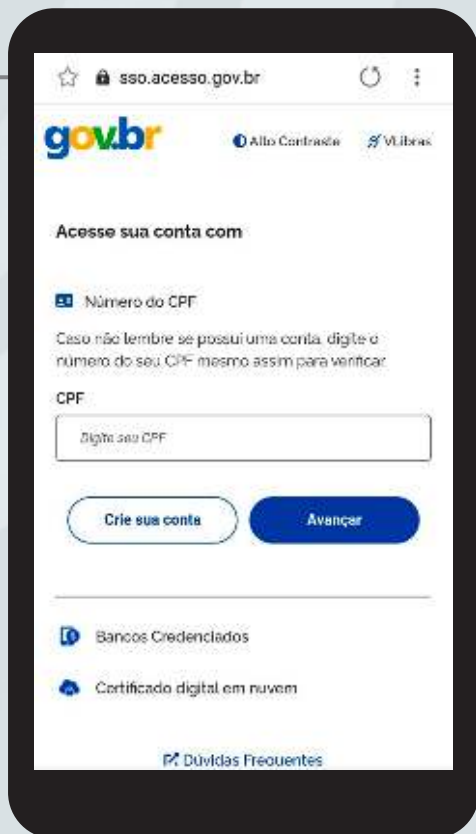 sso.acesso.gov.br
gov.br
Alto Contraste
VLibras
Acesse sua conta com
Número do CPF
Caso não lembre se possui uma conta, digite o
número do seu CPF mesmo assim para verificar.
CPF
Digite seu CPF
Crie sua conta
Avançar
Bancos Credenciados
Certificado digital em nuvem
Dúvidas Frequentes